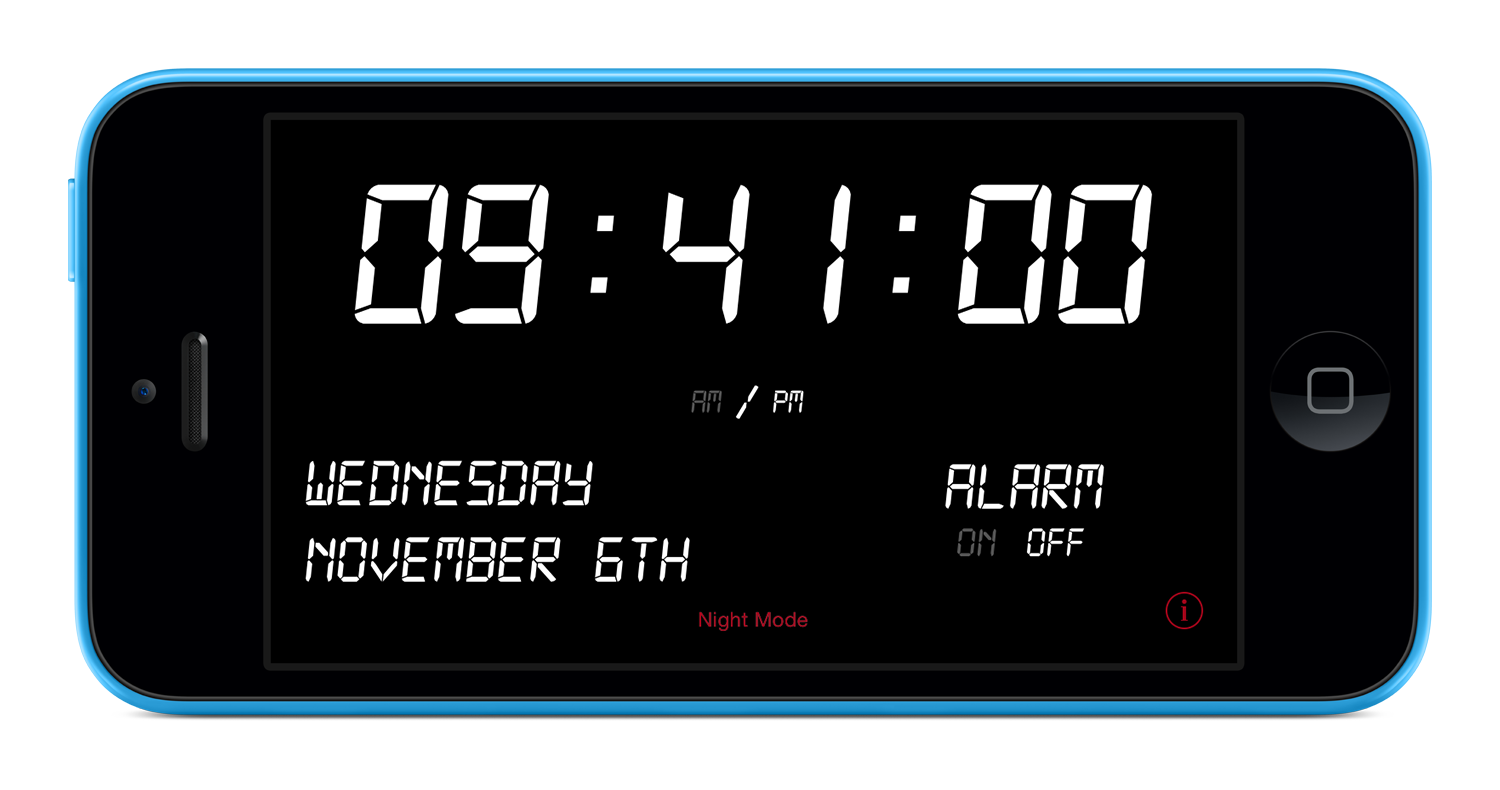 09:41:00
AM / PM
WEDNESDAY
ALARM
ON OFF
NOVEMBER 6TH
Night Mode
i